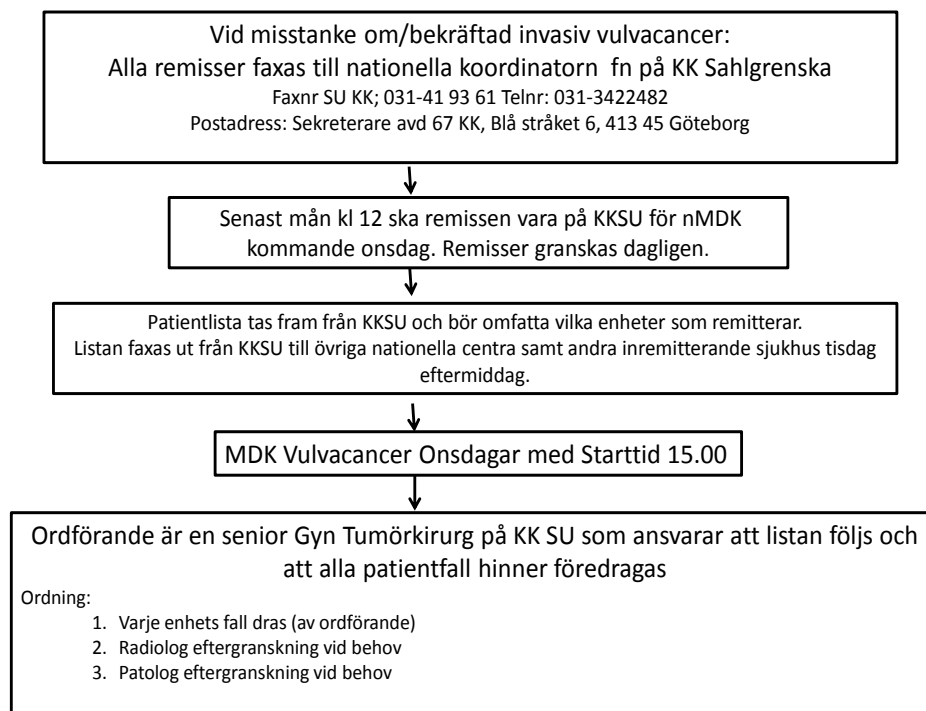 Vid misstanke om/bekräftad invasiv vulvacancer:
Alla remisser faxas till nationella koordinatorn  fn på KK Sahlgrenska
Faxnr SU KK; 031-41 93 61 Telnr: 031-3422482
Postadress: Sekreterare avd 67 KK, Blå stråket 6, 413 45 Göteborg
Senast mån kl 12 ska remissen vara på KKSU för nMDK
kommande onsdag. Remisser granskas dagligen.
Patientlista tas fram från KKSU och bör omfatta vilka enheter som remitterar.
Listan faxas ut från KKSU till övriga nationella centra samt andra inremitterande sjukhus tisdag
eftermiddag.
MDK Vulvacancer Onsdagar med Starttid 15.00
Ordförande är en senior Gyn Tumörkirurg på KK SU som ansvarar att listan följs och
att alla patientfall hinner föredragas
Ordning:
1. Varje enhets fall dras (av ordförande)
2. Radiolog eftergranskning vid behov
3. Patolog eftergranskning vid behov